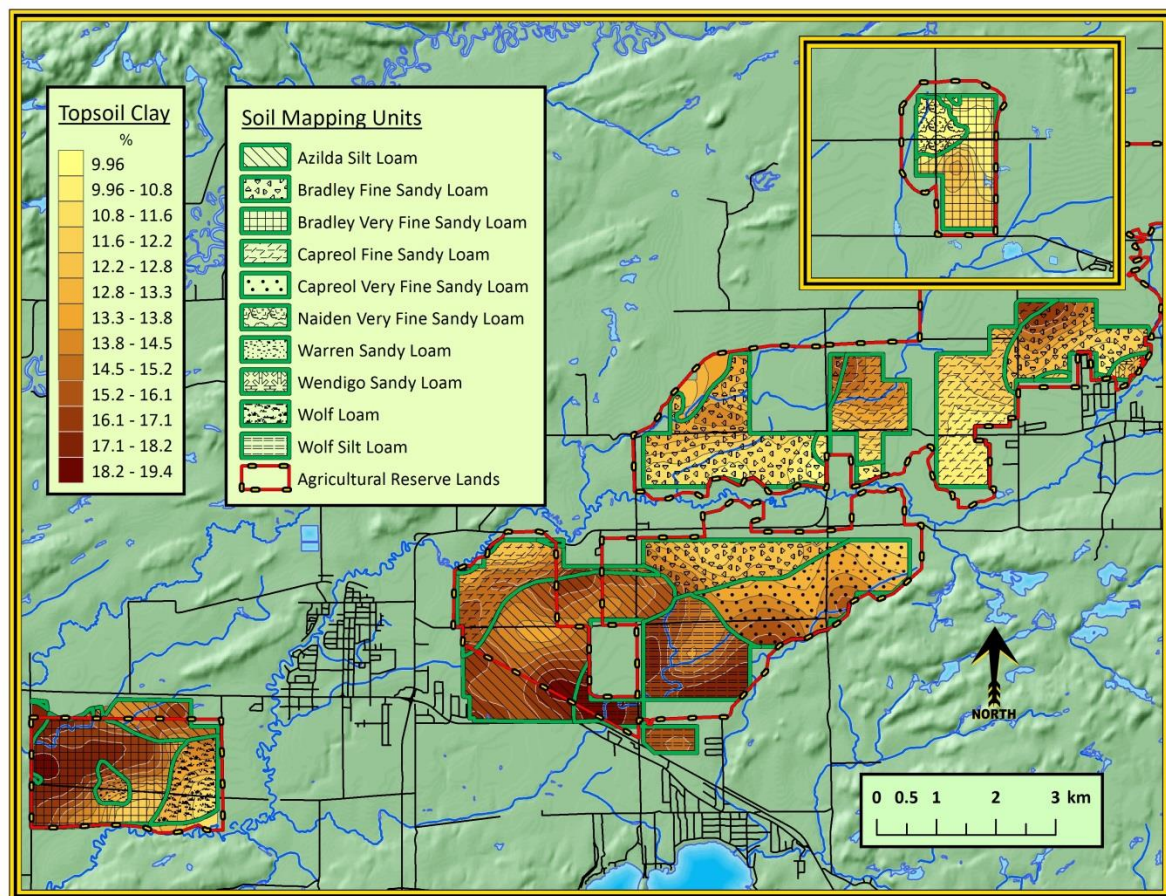 Topsoil Clay
%
9.96
9.96 - 10.8
10.8 - 11.6
11.6 - 12.2
12.2 - 12.8
12.8 - 13.3
13.3 - 13.8
13.8 - 14.5
14.5 - 15.2
15.2 - 16.1
16.1 - 17.1
17.1 - 18.2
18.2 - 19.4
Soil Mapping Units
Azilda Silt Loam
Bradley Fine Sandy Loam
Bradley Very Fine Sandy Loam
Capreol Fine Sandy Loam
Capreol Very Fine Sandy Loam
Naiden Very Fine Sandy Loam
Warren Sandy Loam
Wendigo Sandy Loam
Wolf Loam
Wolf Silt Loam
Agricultural Reserve Lands
NORTH
0 0.5 1 2 3 km